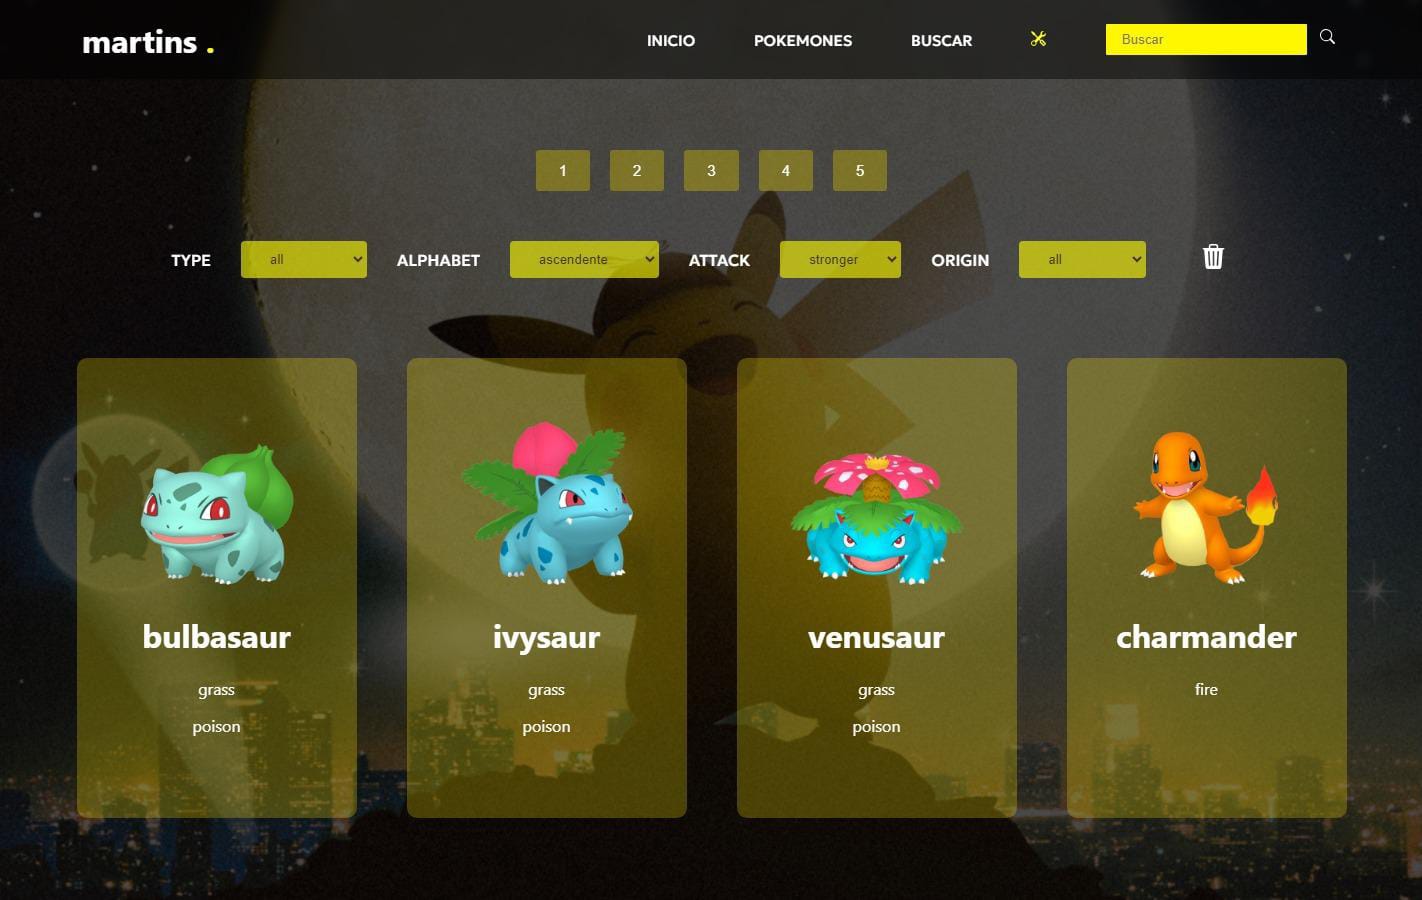 martins .
INICIO POKEMONES BUSCAR Buscar
1 2 3 4 5
TYPE all ALPHABET ascendente ATTACK stronger ORIGIN all
bulbasaur ivysaur venusaur charmander
grass grass grass fire
poison poison poison